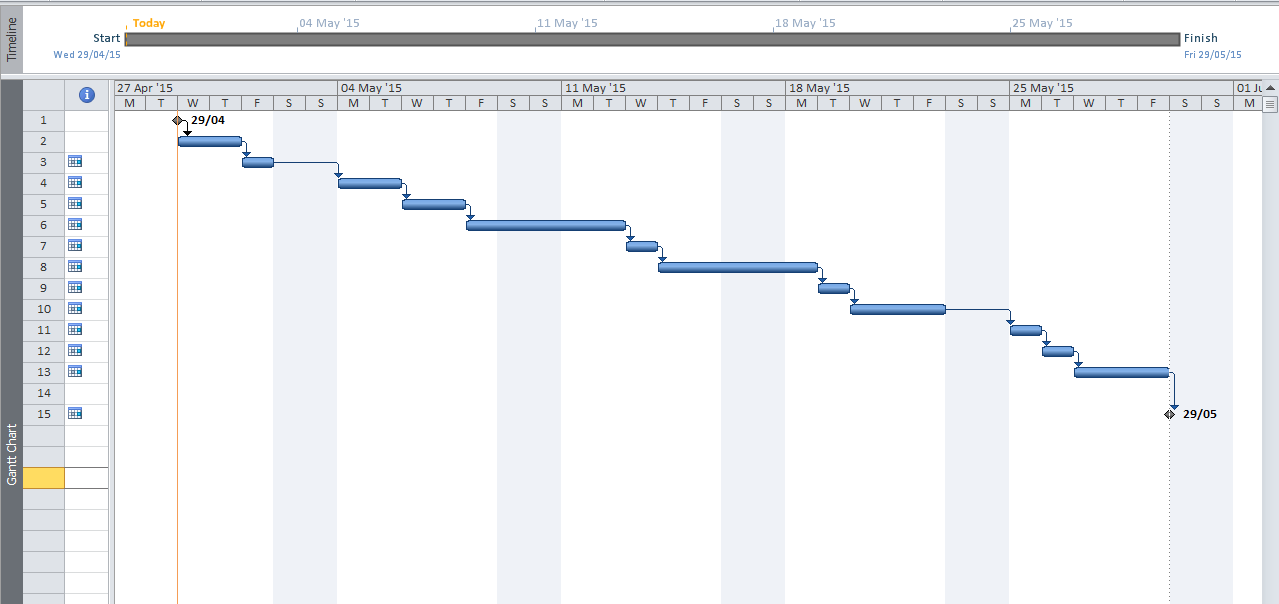 Timeline
Today
04 May '15
11 May '15
18 May '15
25 May '15
Start
Finish
Wed 29/04/15
Fri 29/05/15
27 Apr '15
04 May '15
11 May '15
18 May '15
25 May '15
M T W T F S S M T W T F S S M T W T F S S M T W T F S S M T W T F S S M
1
29/04
2
3
4
5
6
7
8
9
10
11
12
13
14
15
29/05
Gantt Chart